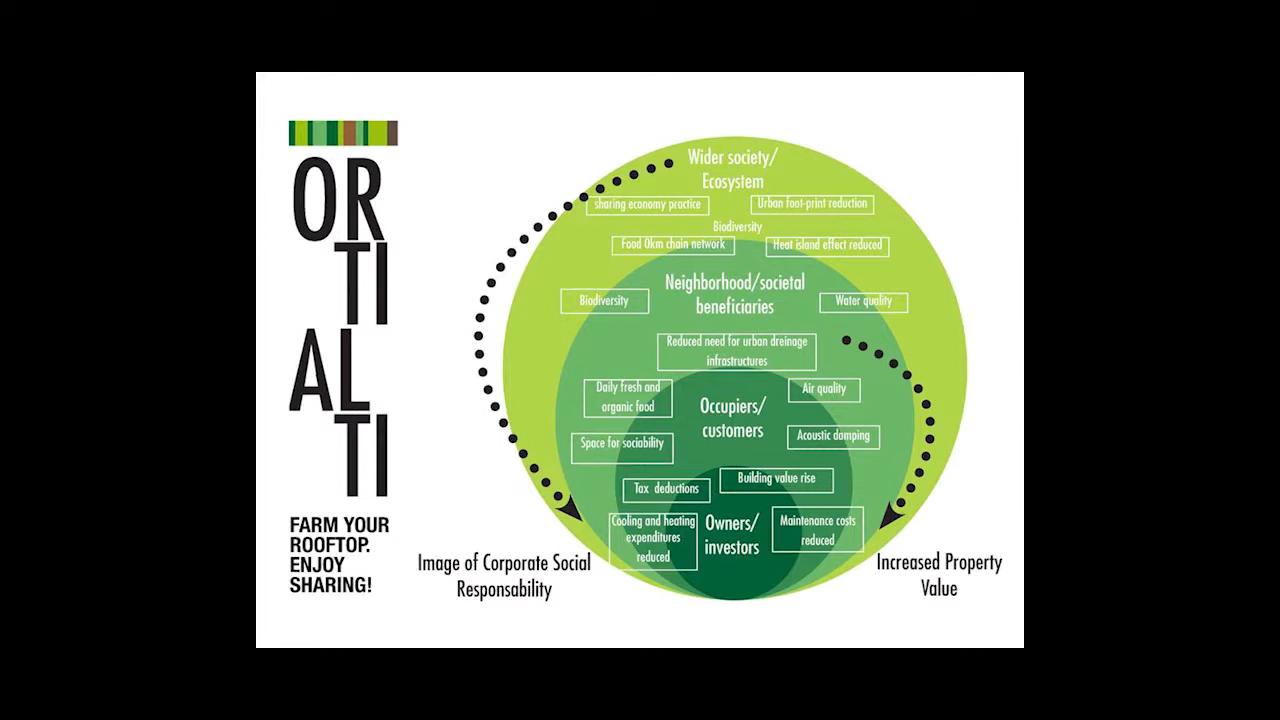 OR
TI
AL
TI
FARM YOUR
ROOFTOP.
ENJOY
SHARING!
Wider society/
Ecosystem
sharing economy practice
Urban foot-print reduction
Biodiversity
Food 0km chain network
Heat island effect reduced
Neighborhood/societal
beneficiaries
Biodiversity
Water quality
Reduced need for urban dreinage
infrastructures
Daily fresh and
organic food
Air quality
Occupiers/
customers
Space for sociability
Acoustic damping
Tax deductions
Building value rise
Cooling and heating
expenditures
reduced
Owners/
investors
Maintenance costs
reduced
Image of Corporate Social
Responsability
Increased Property
Value